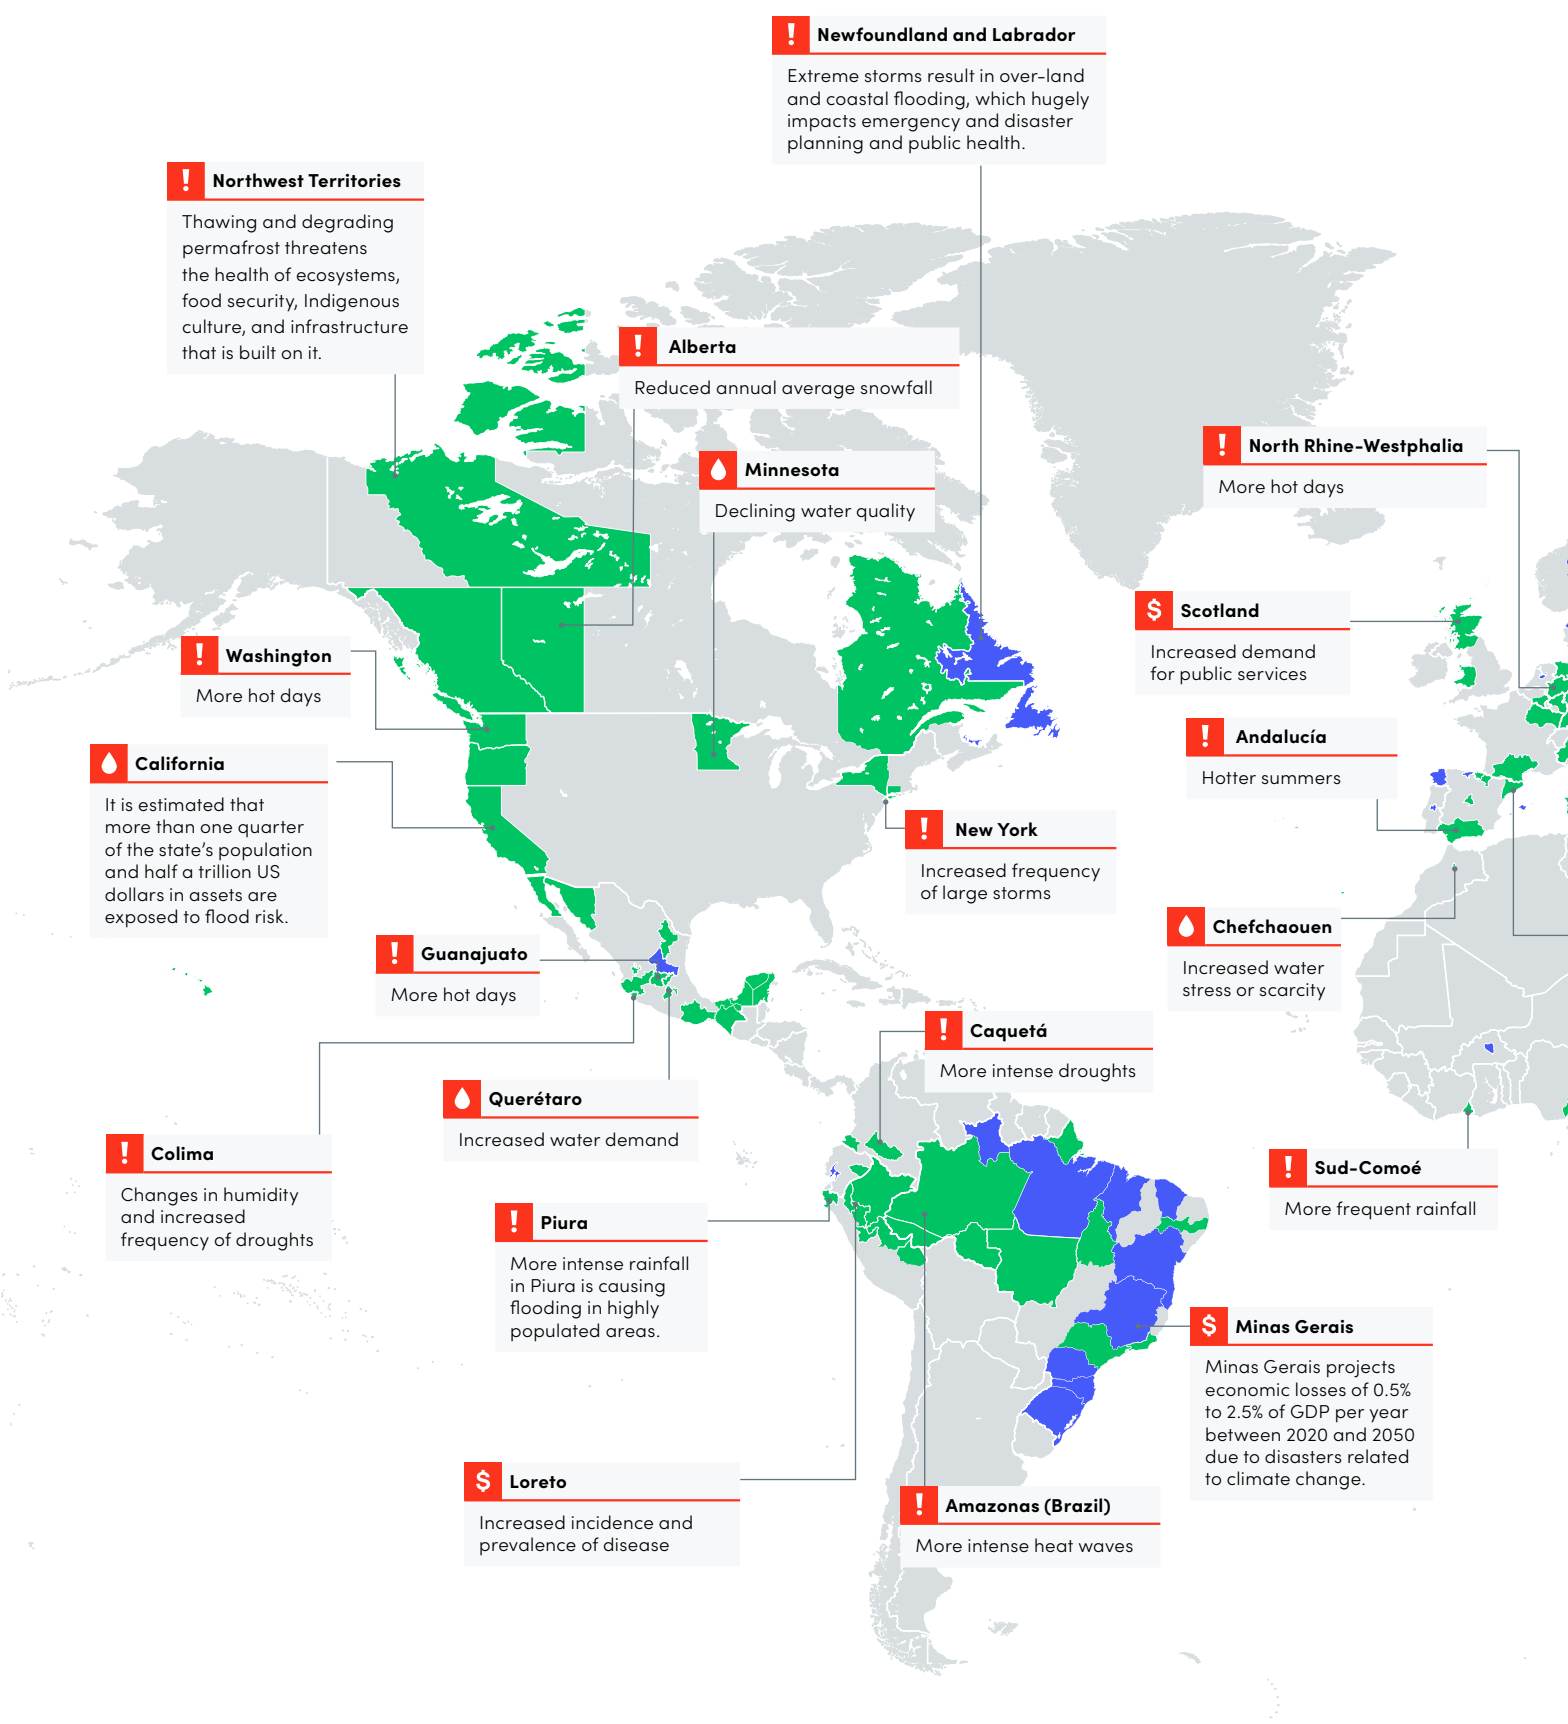 Newfoundland and Labrador
Extreme storms result in over-land
and coastal flooding, which hugely
impacts emergency and disaster
planning and public health.
Northwest Territories
Thawing and degrading
permafrost threatens
the health of ecosystems,
food security, Indigenous
culture, and infrastructure
that is built on it.
Alberta
Reduced annual average snowfall
Minnesota
Declining water quality
North Rhine-Westphalia
More hot days
$ Scotland
Increased demand
for public services
Washington
More hot days
Andalucía
Hotter summers
California
It is estimated that
more than one quarter
of the state's population
and half a trillion US
dollars in assets are
exposed to flood risk.
New York
Increased frequency
of large storms
Chefchaouen
Increased water
stress or scarcity
Guanajuato
More hot days
Caquetá
More intense droughts
Querétaro
Increased water demand
Colima
Changes in humidity
and increased
frequency of droughts
Sud-Comoé
More frequent rainfall
Piura
More intense rainfall
in Piura is causing
flooding in highly
populated areas.
$ Minas Gerais
Minas Gerais projects
economic losses of 0.5%
to 2.5% of GDP per year
between 2020 and 2050
due to disasters related
to climate change.
$ Loreto
Increased incidence and
prevalence of disease
Amazonas (Brazil)
More intense heat waves